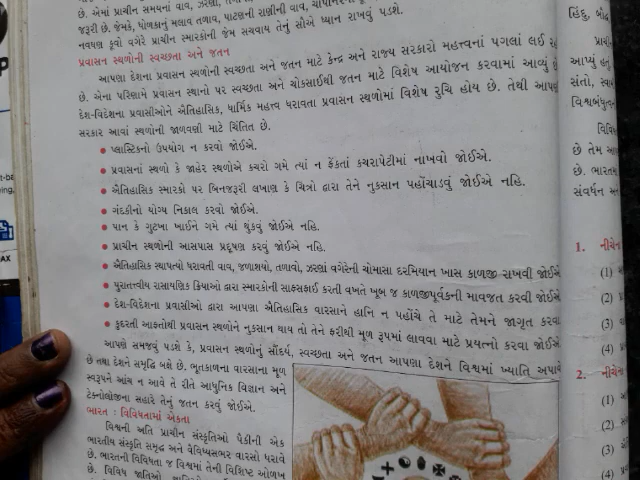 છે. એમાં પ્રાચીન સમયનાં વાવ, ઝરણાં,
જરૂરી છે. જેમકે, ધોળકાનું મલાવ તળાવ, પાટણની રાણીની વાવ,
નવઘણ કૂવો વગેરે પ્રાચીન સ્મારકોની જેમ સચવાય તેનું સૌએ ધ્યાન રાખવું પડશે.
પ્રવાસન સ્થળોની સ્વચ્છતા અને જતન
આપણા દેશના પ્રવાસન સ્થળોની સ્વચ્છતા અને જતન માટે કેન્દ્ર અને રાજ્ય સરકારો મહત્ત્વનાં પગલાં લઈ રહી
છે. એના પરિણામે પ્રવાસન સ્થાનો પર સ્વચ્છતા અને ચોકસાઈથી જતન માટે વિશેષ આયોજન કરવામાં આવ્યું છે
દેશ-વિદેશના પ્રવાસીઓને ઐતિહાસિક, ધાર્મિક મહત્ત્વ ધરાવતા પ્રવાસન સ્થળોમાં વિશેષ રુચિ હોય છે. તેથી
સરકાર આવાં સ્થળોની જાળવણી માટે ચિંતિત છે.
• પ્લાસ્ટિકનો ઉપયોગ ન કરવો જોઈએ.
• પ્રવાસનાં સ્થળો કે જાહેર સ્થળોએ કચરો ગમે ત્યાં ન ફેંકતાં કચરાપેટીમાં નાખવો જોઈએ.
• ઐતિહાસિક સ્મારકો પર બિનજરૂરી લખાણ કે ચિત્રો દ્વારા તેને નુકસાન પહોંચાડવું જોઈએ નહિ.
• ગંદકીનો યોગ્ય નિકાલ કરવો જોઈએ.
• પાન કે ગુટખા ખાઈને ગમે ત્યાં થૂંકવું જોઈએ નહિ.
• પ્રાચીન સ્થળોની આસપાસ પ્રદૂષણ કરવું જોઈએ નહિ.
• ઐતિહાસિક સ્થાપત્યો ધરાવતી વાવ, જળાશયો, તળાવો, ઝરણાં વગેરેની ચોમાસા દરમિયાન ખાસ કાળજી રાખવી જોઈએ
• પુરાતત્ત્વીય રાસાયણિક ક્રિયાઓ દ્વારા સ્મારકોની સાફસફાઈ કરતી વખતે ખૂબ જ કાળજીપૂર્વકની માવજત કરવી જોઈએ
• દેશ-વિદેશના પ્રવાસીઓ દ્વારા આપણા ઐતિહાસિક વારસાને હાનિ ન પહોંચે તે માટે તેમને જાગૃત કરવા
• કુદરતી આફતોથી પ્રવાસન સ્થળોને નુકસાન થાય તો તેને ફરીથી મૂળ રૂપમાં લાવવા માટે પ્રયત્નો કરવા જોઈએ
આપણે સમજવું પડશે કે, પ્રવાસન સ્થળોનું સૌંદર્ય, સ્વચ્છતા અને જતન આપણા દેશને વિશ્વમાં ખ્યાતિ અપાવે
છે તથા દેશને સમૃદ્ધિ બક્ષે છે. ભૂતકાળના વારસાના મૂળ
સ્વરૂપને આંચ ન આવે તે રીતે આધુનિક વિજ્ઞાન અને
ટેક્નોલોજીના સહારે તેનું જતન કરવું જોઈએ.
ભારત : વિવિધતામાં એકતા
વિશ્વની અતિ પ્રાચીન સંસ્કૃતિઓ પૈકીની એક
ભારતીય સંસ્કૃતિ સમૃદ્ધ અને વૈવિધ્યસભર વારસો ધરાવે
છે. ભારતની વિવિધતા જ વિશ્વમાં તેની વિશિષ્ટ ઓળખ
છે. વિવિધ જાતિઓ,
હિંદુ, બૌદ્ધ
આપ્યું
સંતો,
વિશ્વબંધુત્વ
છે તેમ
છે. ભારતમાં
સંવર્ધન અને
1. નીચેના
(1)
(2)
(3)
(4)
2. નીચેના
(1)
(2)
(3)
(4)